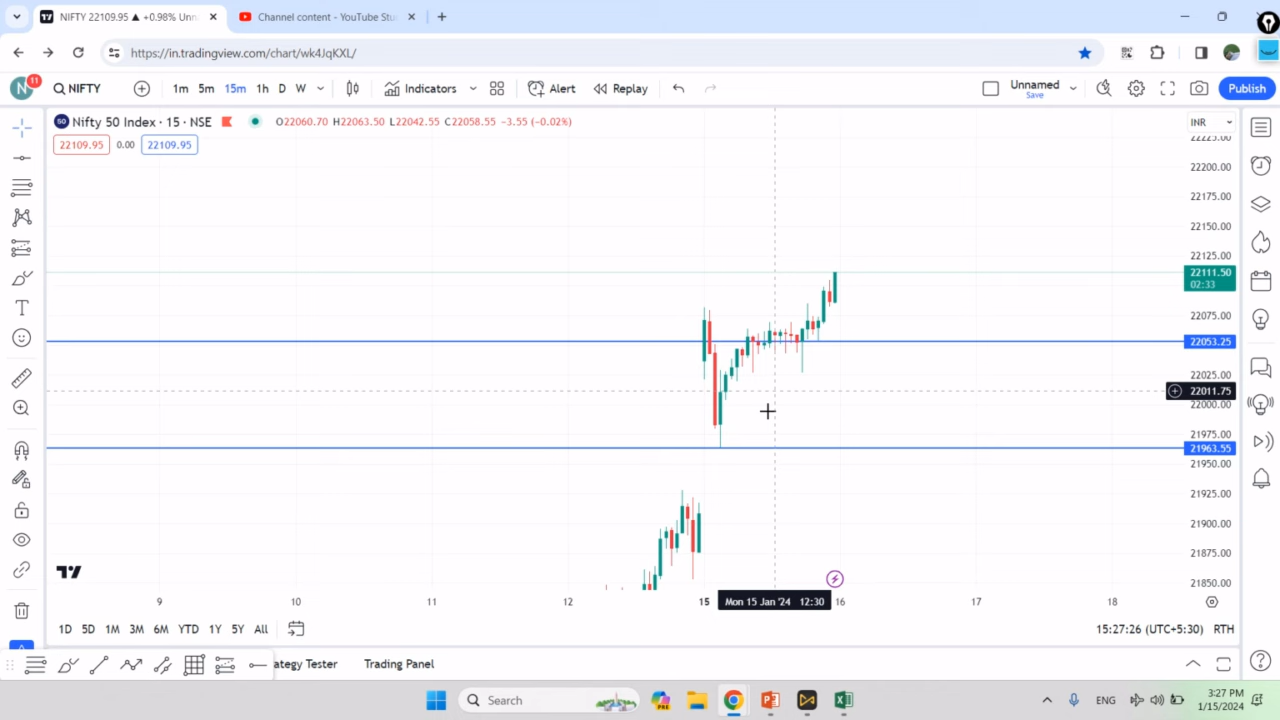 NIFTY 22109.95 ▲ +0.98% Unn
Channel content - YouTube Stu
https://in.tradingview.com/chart/wk4JqKXL/
N
11
NIFTY
1m 5m 15m 1h D W
Indicators
Alert
Replay
Unnamed
Save
Publish
50 Nifty 50 Index · 15 · NSE O22060.70 H22063.50 L22042.55 C22058.55 -3.55 (-0.02%)
22109.95 0.00 22109.95
INR
22225.00
22200.00
22175.00
22150.00
22125.00
22111.50
02:33
22075.00
22053.25
22025.00
22011.75
22000.00
21975.00
21963.55
21950.00
21925.00
21900.00
21875.00
21850.00
9 10 11 12 15 Mon 15 Jan '24 12:30 16 17 18
1D 5D 1M 3M 6M YTD 1Y 5Y All
15:27:26 (UTC+5:30) RTH
ategy Tester Trading Panel
Search
PRE
ENG
3:27 PM
1/15/2024